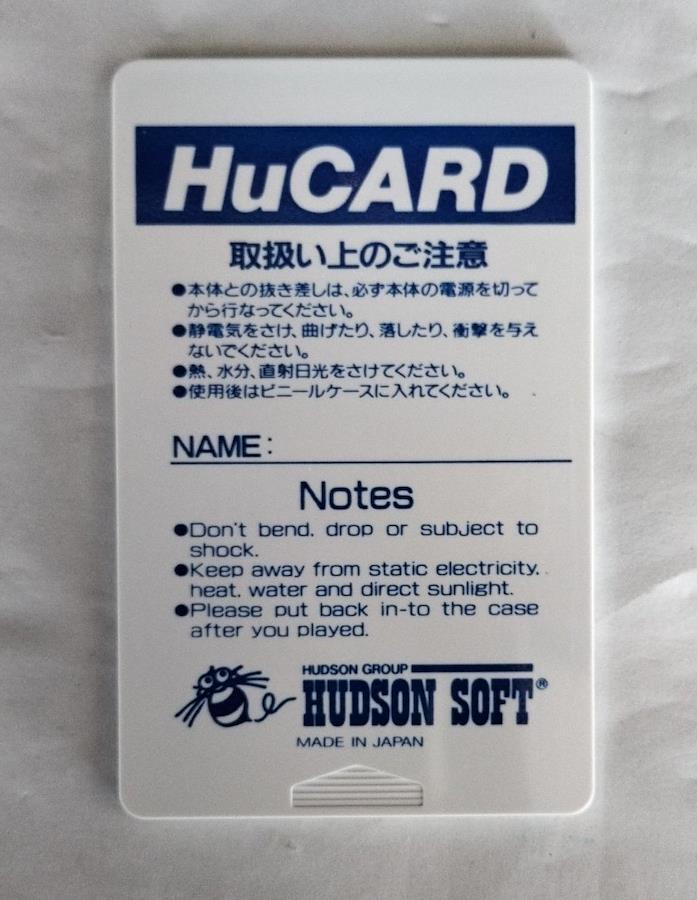 HuCARD
取扱い上のご注意
●本体との抜き差しは、必ず本体の電源を切って
から行なってください。
●静電気をさけ、曲げたり、落したり、衝撃を与え
ないでください。
●熱、水分、直射日光をさけてください。
●使用後はビニールケースに入れてください。
NAME:
Notes
●Don't bend. drop or subject to
shock.
●Keep away from static electricity.
heat. water and direct sunlight.
●Please put back in-to the case
after you played.
HUDSON GROUP
HUDSON SOFT®
MADE IN JAPAN